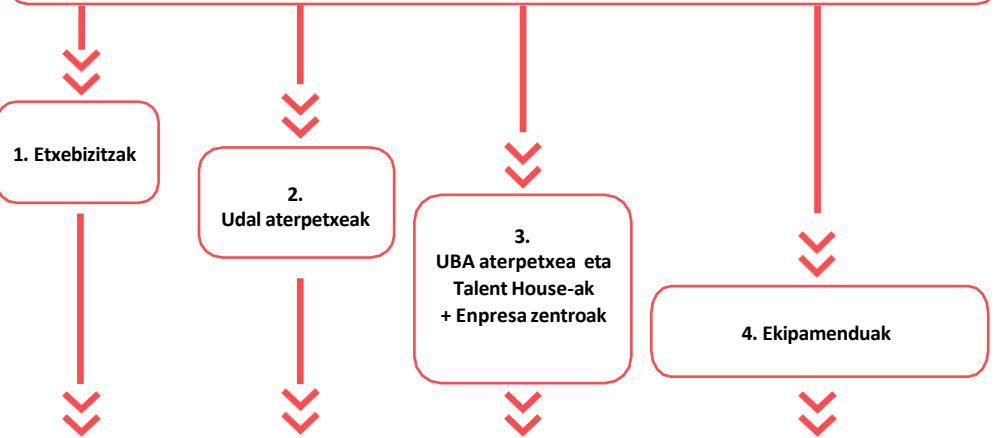 1. Etxebizitzak
2.
Udal aterpetxeak
3.
UBA aterpetxea eta
Talent House-ak
+ Enpresa zentroak
4. Ekipamenduak